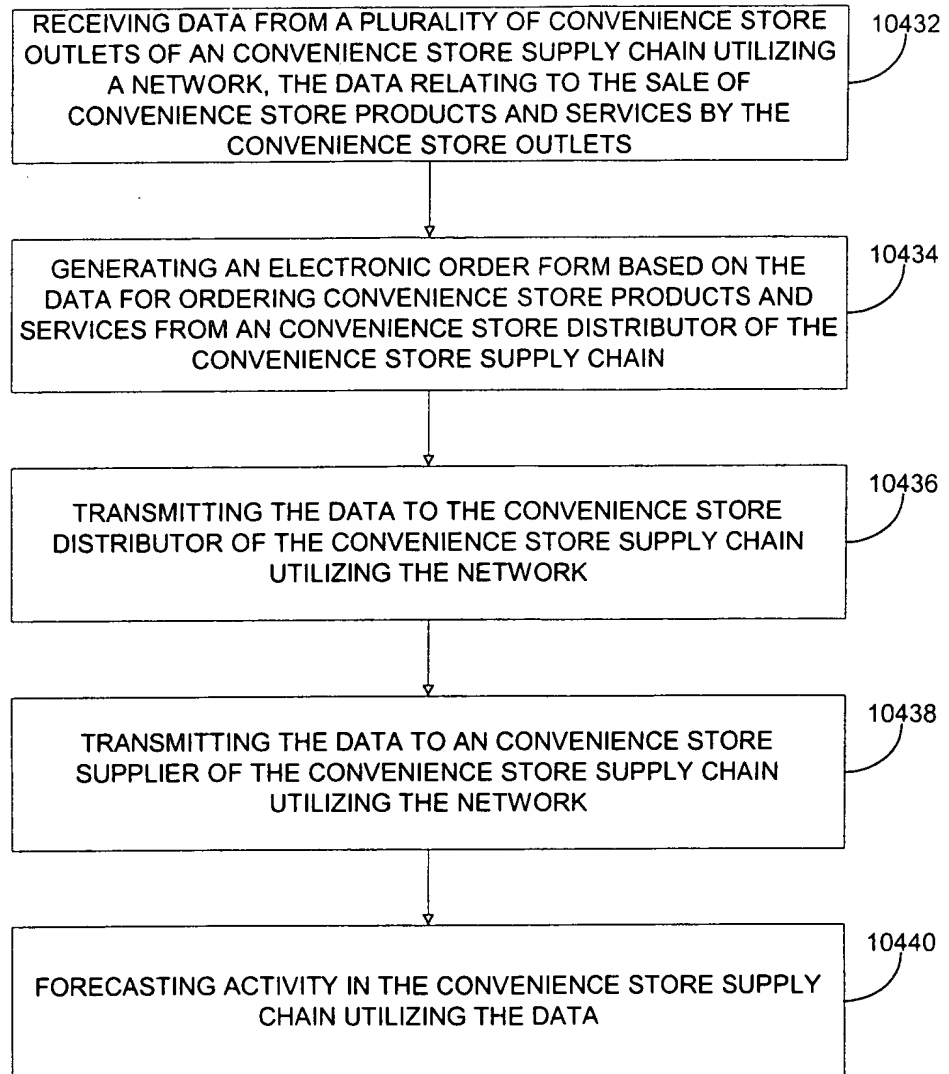 RECEIVING DATA FROM A PLURALITY OF CONVENIENCE STORE
OUTLETS OF AN CONVENIENCE STORE SUPPLY CHAIN UTILIZING
A NETWORK, THE DATA RELATING TO THE SALE OF
CONVENIENCE STORE PRODUCTS AND SERVICES BY THE
CONVENIENCE STORE OUTLETS
10432
GENERATING AN ELECTRONIC ORDER FORM BASED ON THE
DATA FOR ORDERING CONVENIENCE STORE PRODUCTS AND
SERVICES FROM AN CONVENIENCE STORE DISTRIBUTOR OF THE
CONVENIENCE STORE SUPPLY CHAIN
10434
TRANSMITTING THE DATA TO THE CONVENIENCE STORE
DISTRIBUTOR OF THE CONVENIENCE STORE SUPPLY CHAIN
UTILIZING THE NETWORK
10436
TRANSMITTING THE DATA TO AN CONVENIENCE STORE
SUPPLIER OF THE CONVENIENCE STORE SUPPLY CHAIN
UTILIZING THE NETWORK
10438
FORECASTING ACTIVITY IN THE CONVENIENCE STORE SUPPLY
CHAIN UTILIZING THE DATA
10440